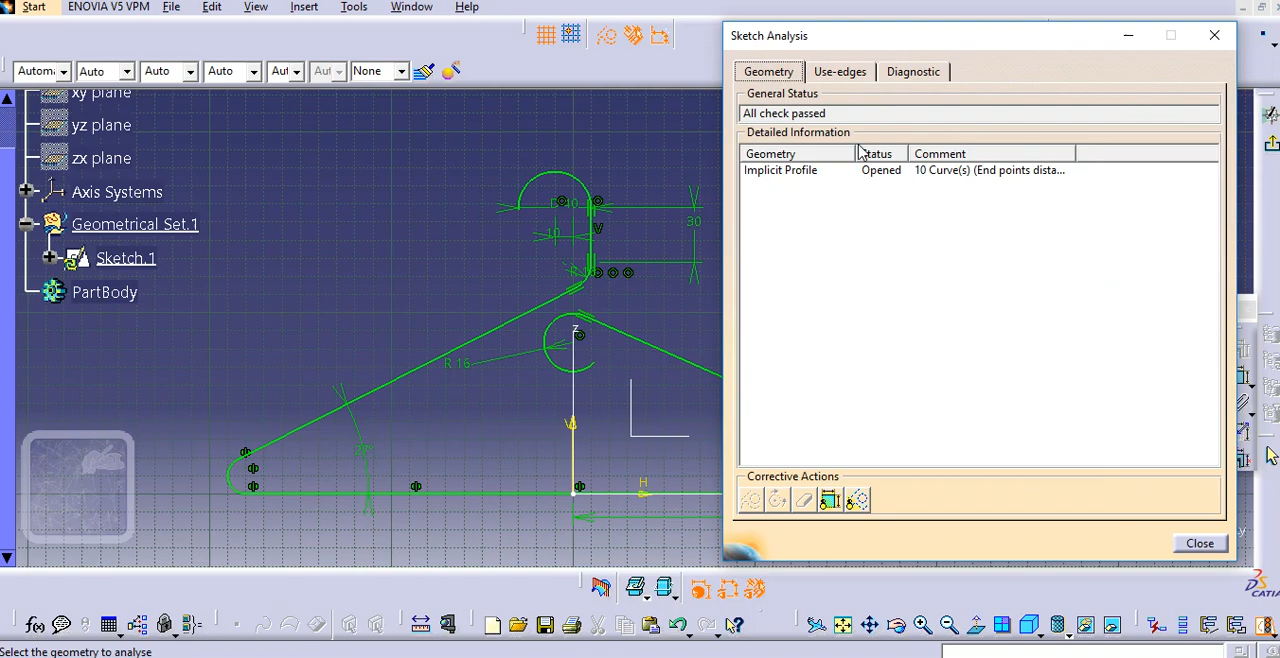 Start ENOVIA V5 VPM File Edit View Insert Tools Window Help
Sketch Analysis
Auto Auto Auto Aut None
Geometry Use-edges Diagnostic
General Status
All check passed
Detailed Information
Geometry Status Comment
Implicit Profile Opened 10 Curve(s) (End points dista...
xy plane
yz plane
zx plane
Axis Systems
Geometrical Set.1
Sketch.1
PartBody
D 40
30
10
V
Z
R 16
27
H
Corrective Actions
Close
f(x)
Select the geometry to analyse